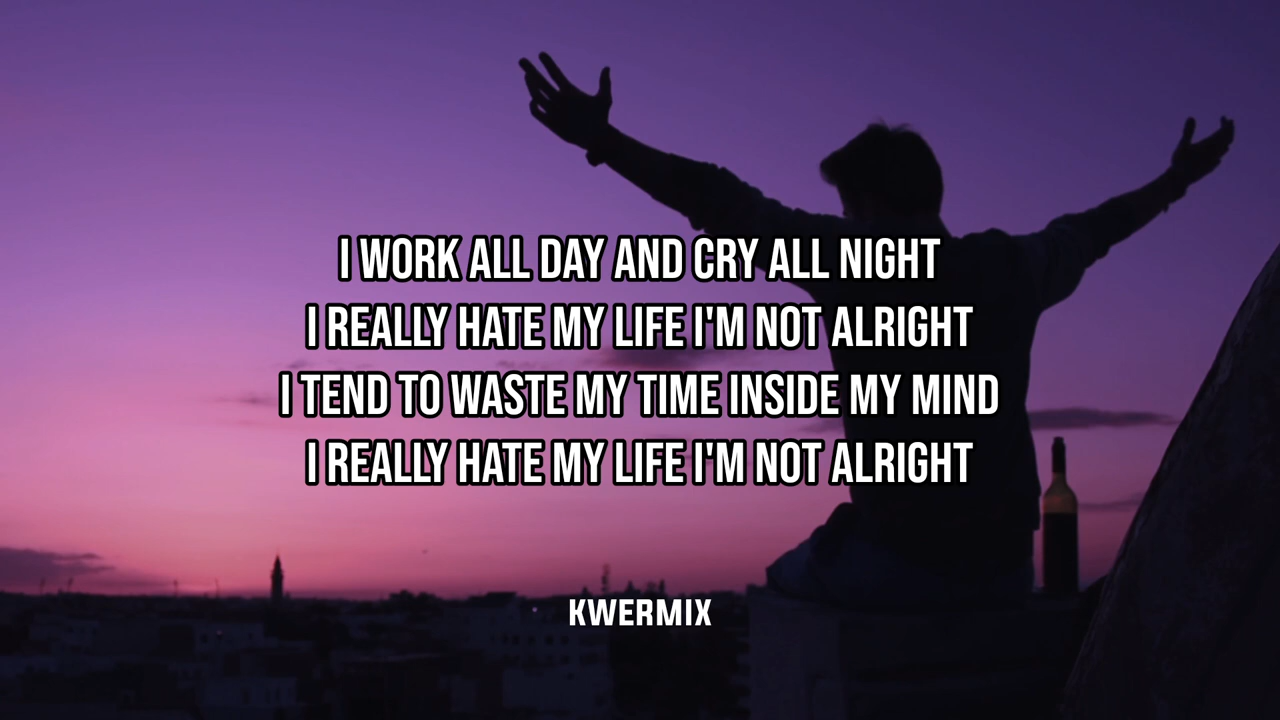 I WORK ALL DAY AND CRY ALL NIGHT
I REALLY HATE MY LIFE I'M NOT ALRIGHT
I TEND TO WASTE MY TIME INSIDE MY MIND
I REALLY HATE MY LIFE I'M NOT ALRIGHT
KWERMIX